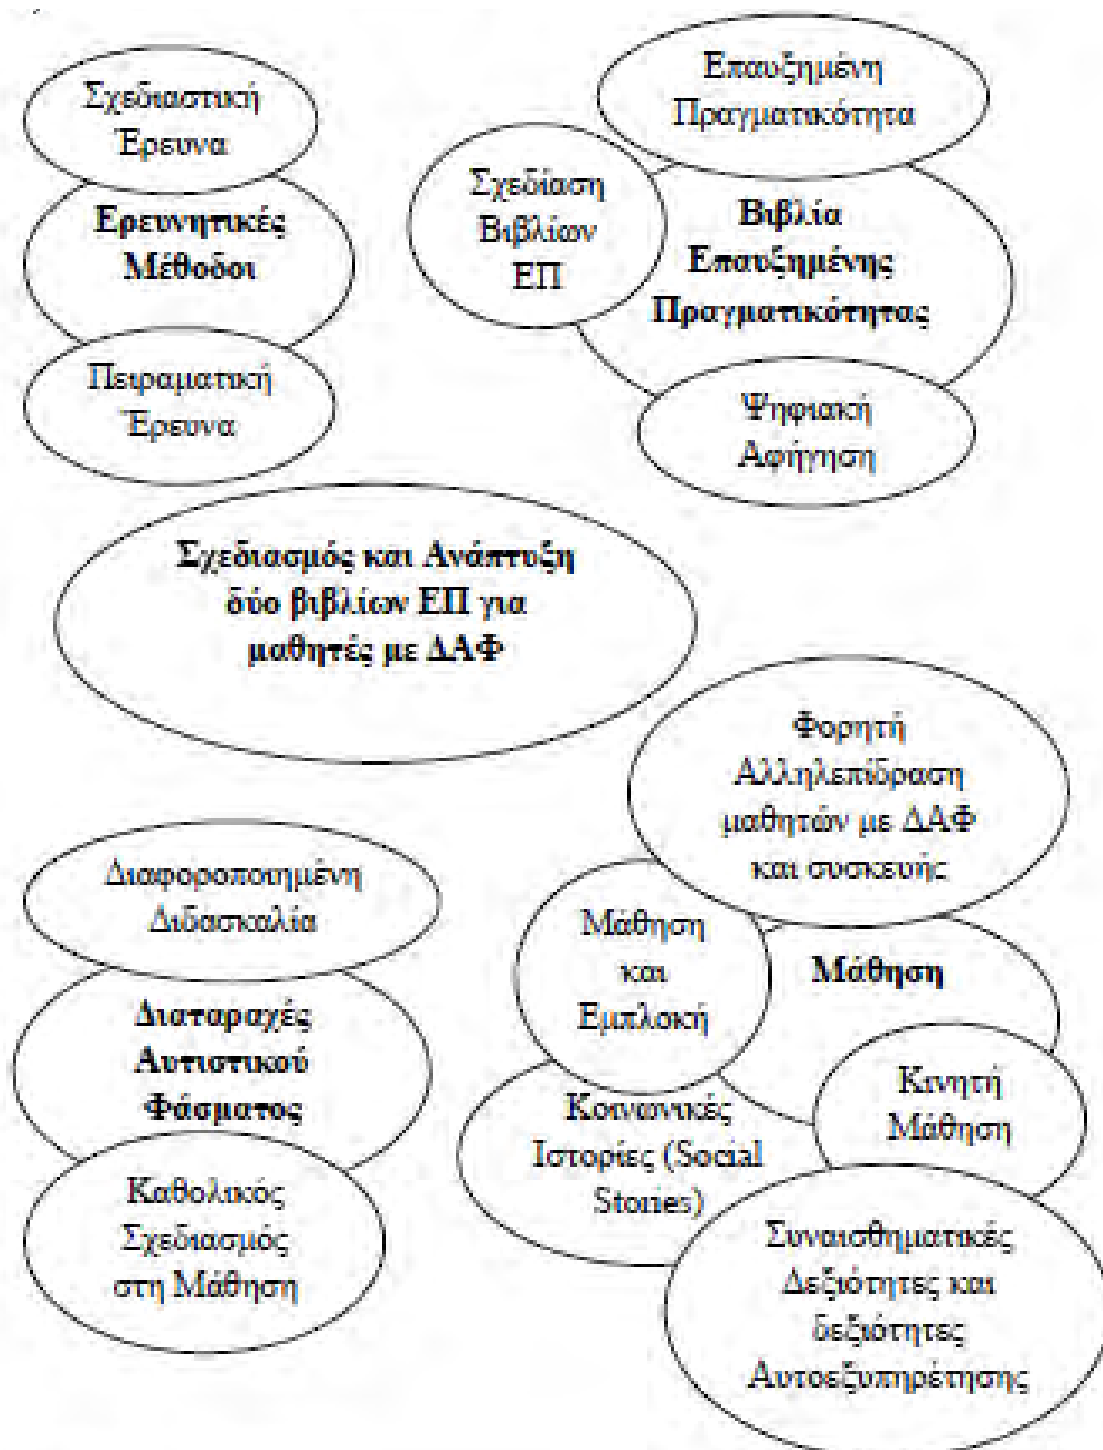 Σχεδιαστική
Έρευνα
Ερευνητικές
Μέθοδοι
Πειραματική
Έρευνα
Επαυξημένη
Πραγματικότητα
Σχεδίαση
Βιβλίων
ΕΠ
Βιβλία
Επαυξημένης
Πραγματικότητας
Ψηφιακή
Αφήγηση
Σχεδιασμός και Ανάπτυξη
δύο βιβλίων ΕΠ για
μαθητές με ΔΑΦ
Φορητή
Αλληλεπίδραση
μαθητών με ΔΑΦ
και συσκευής
Μάθηση
και
Εμπλοκή
Μάθηση
Κινητή
Μάθηση
Κοινωνικές
Ιστορίες (Social
Stories)
Συναισθηματικές
Δεξιότητες και
δεξιότητες
Αυτοεξυπηρέτησης
Διαφοροποιημένη
Διδασκαλία
Διαταραχές
Αυτιστικού
Φάσματος
Καθολικός
Σχεδιασμός
στη Μάθηση